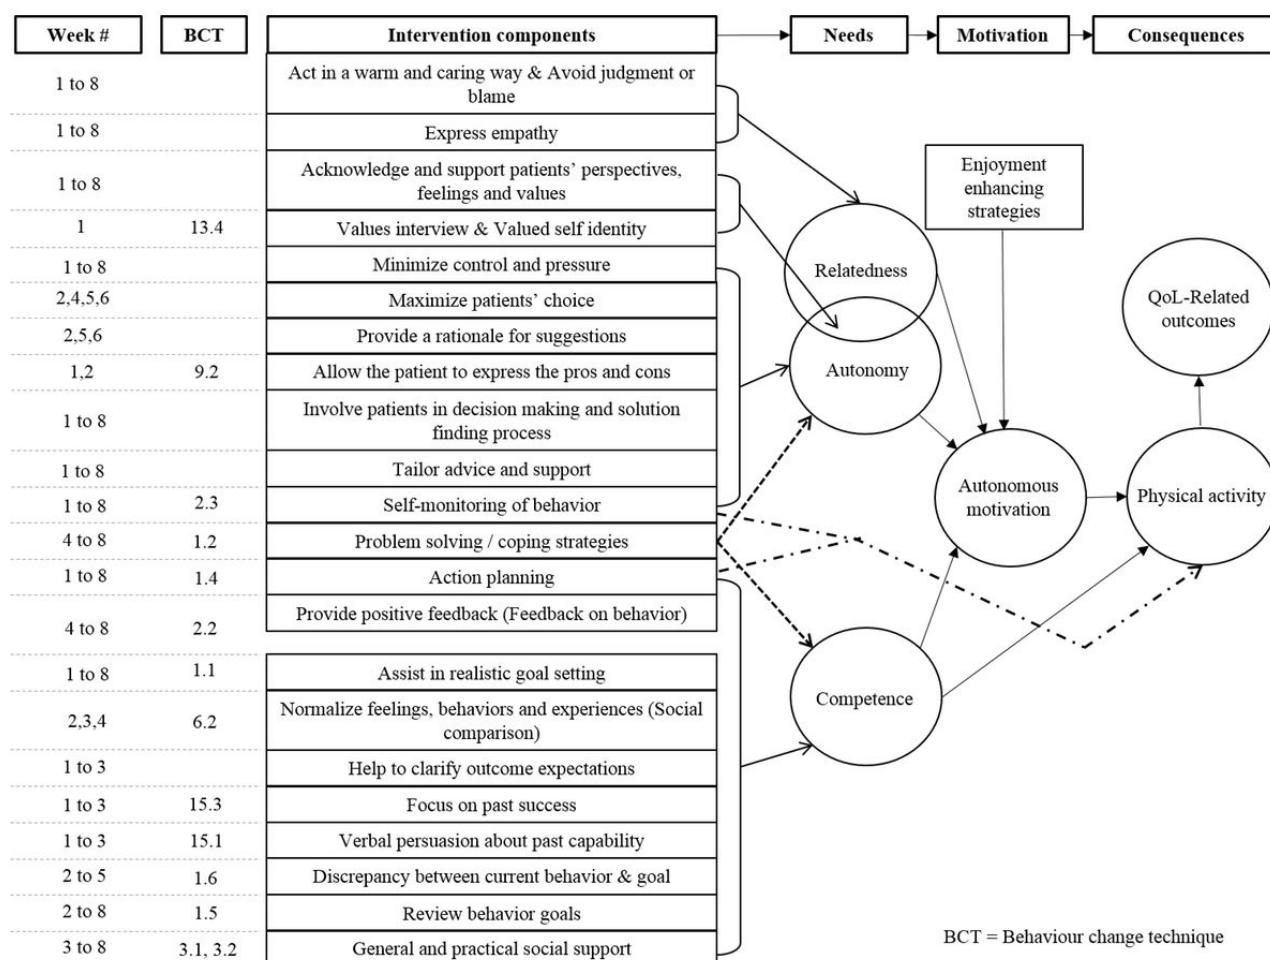 Week # BCT Intervention components Needs Motivation Consequences
1 to 8 Act in a warm and caring way & Avoid judgment or
blame
1 to 8 Express empathy
1 to 8 Acknowledge and support patients’ perspectives,
feelings and values
1 13.4 Values interview & Valued self identity
1 to 8 Minimize control and pressure
2,4,5,6 Maximize patients’ choice
2,5,6 Provide a rationale for suggestions
1,2 9.2 Allow the patient to express the pros and cons
1 to 8 Involve patients in decision making and solution
finding process
1 to 8 Tailor advice and support
1 to 8 2.3 Self-monitoring of behavior
4 to 8 1.2 Problem solving / coping strategies
1 to 8 1.4 Action planning
4 to 8 2.2 Provide positive feedback (Feedback on behavior)
1 to 8 1.1 Assist in realistic goal setting
2,3,4 6.2 Normalize feelings, behaviors and experiences (Social
comparison)
1 to 3 Help to clarify outcome expectations
1 to 3 15.3 Focus on past success
1 to 3 15.1 Verbal persuasion about past capability
2 to 5 1.6 Discrepancy between current behavior & goal
2 to 8 1.5 Review behavior goals
3 to 8 3.1, 3.2 General and practical social support
Relatedness
Autonomy
Competence
Enjoyment
enhancing
strategies
Autonomous
motivation
QoL-Related
outcomes
Physical activity
BCT = Behaviour change technique